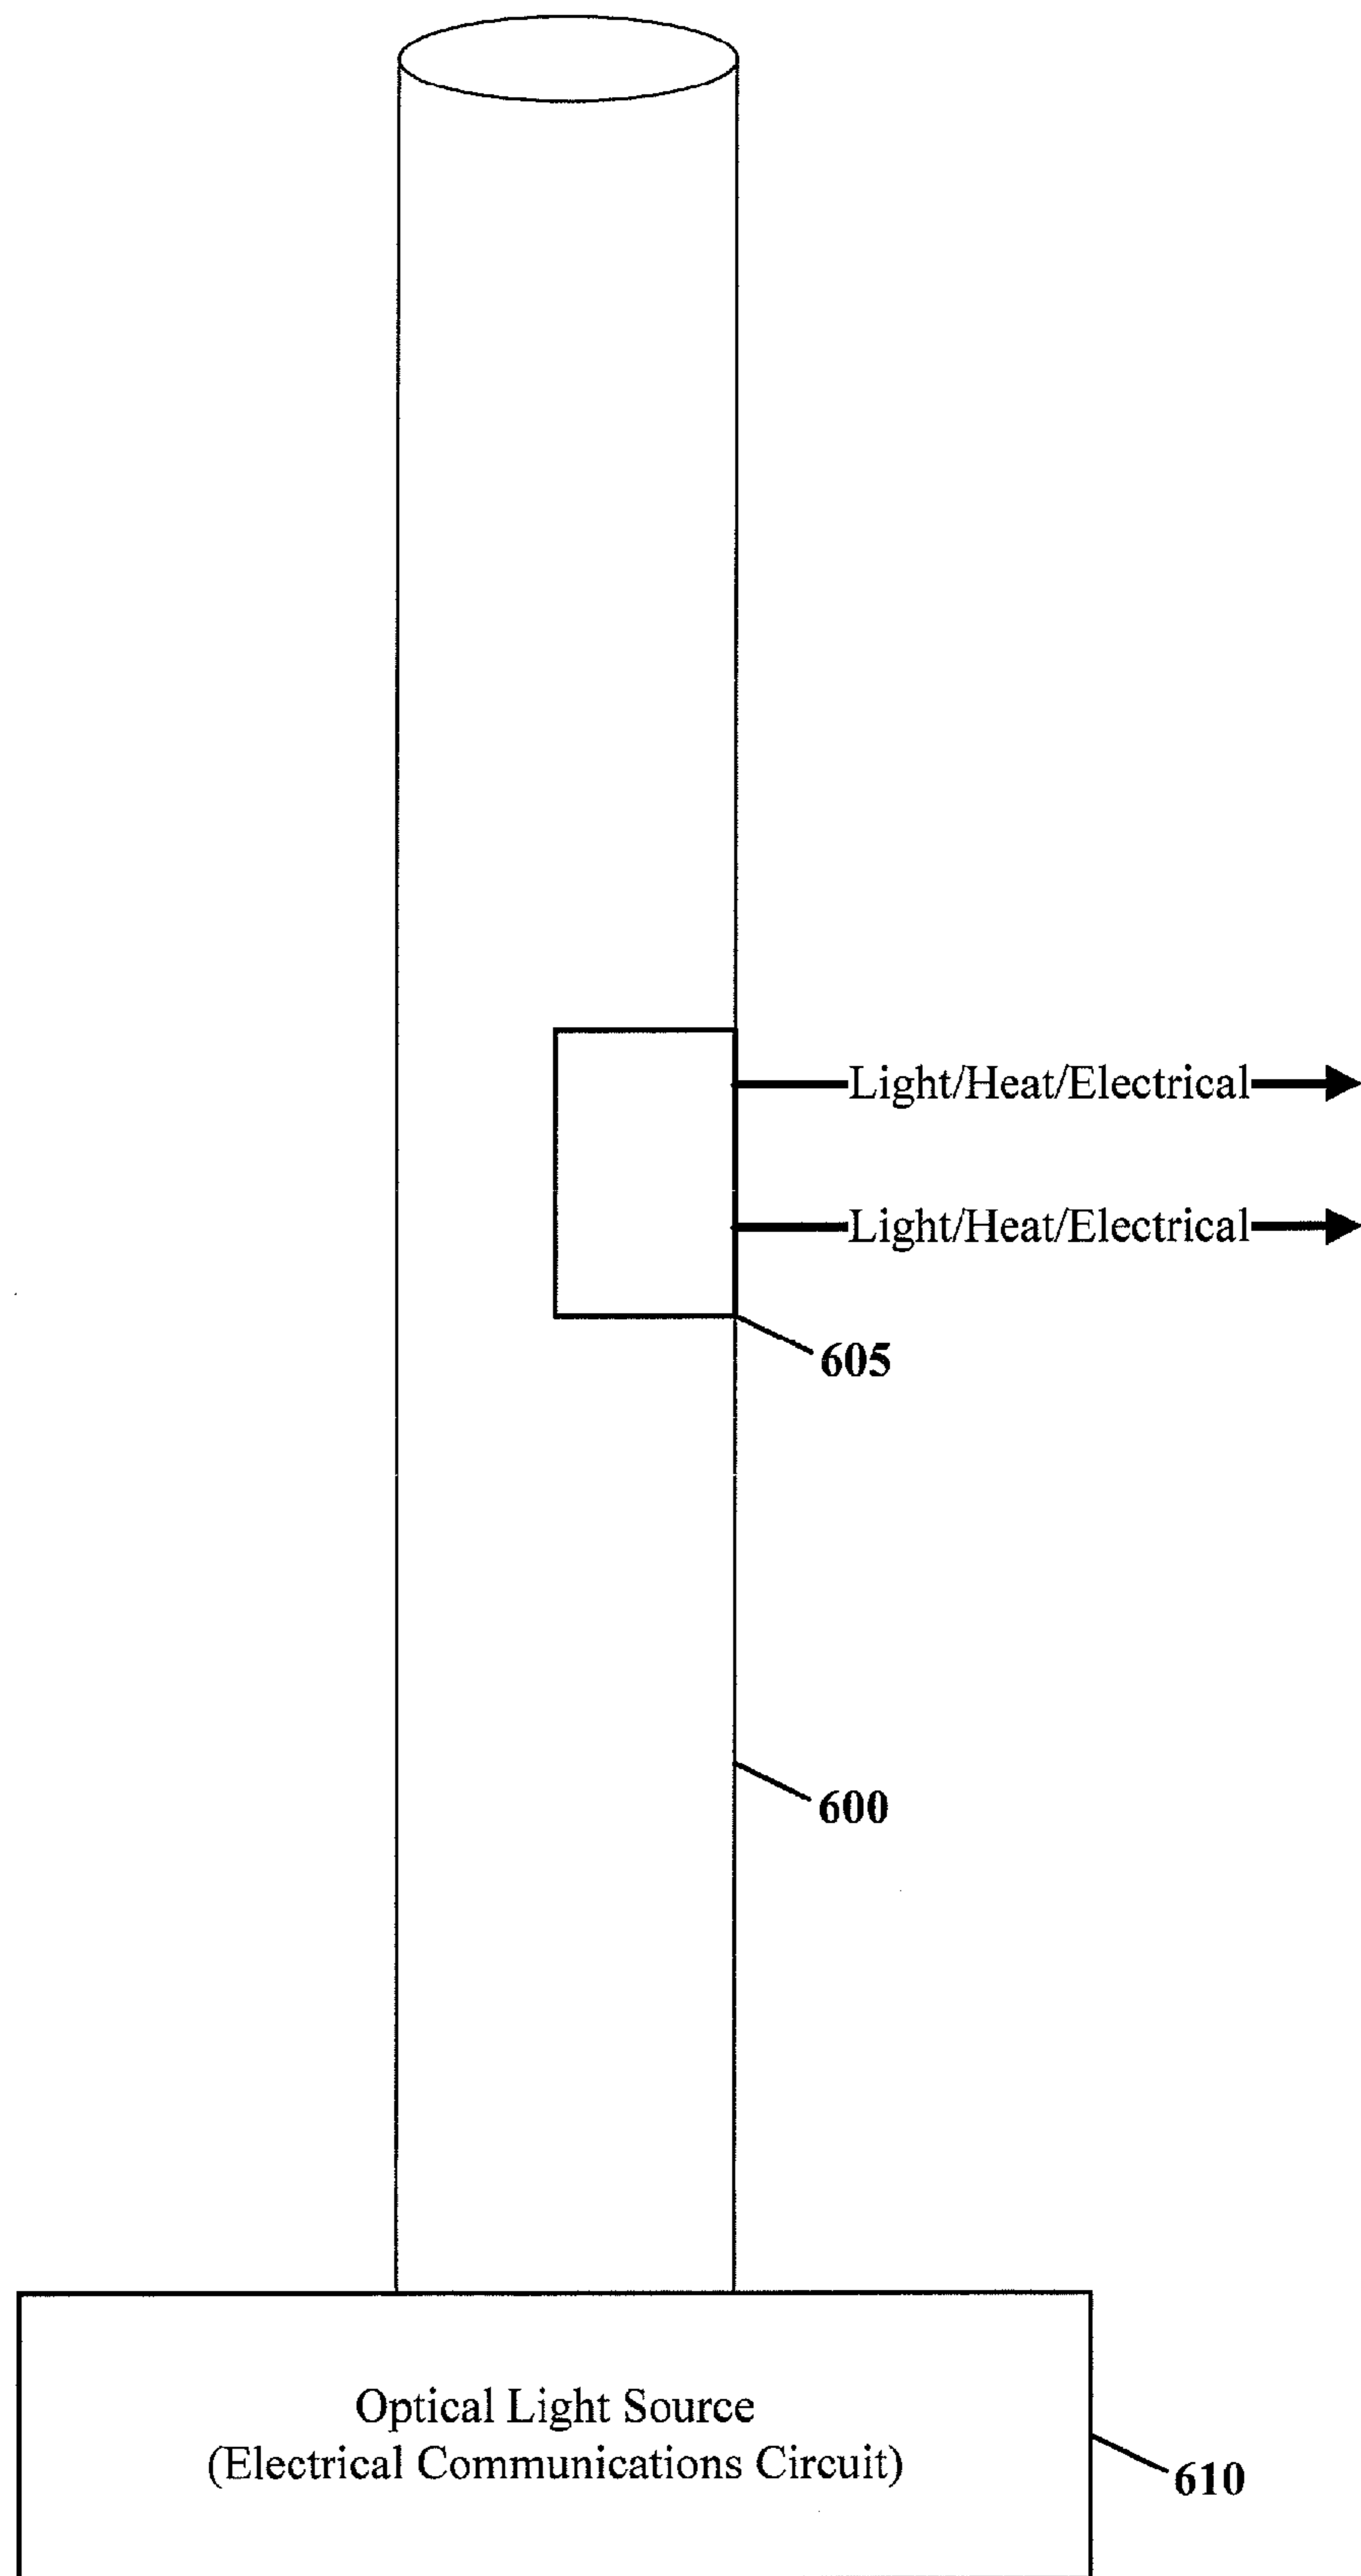 Light/Heat/Electrical
Light/Heat/Electrical
605
600
Optical Light Source
(Electrical Communications Circuit)
610